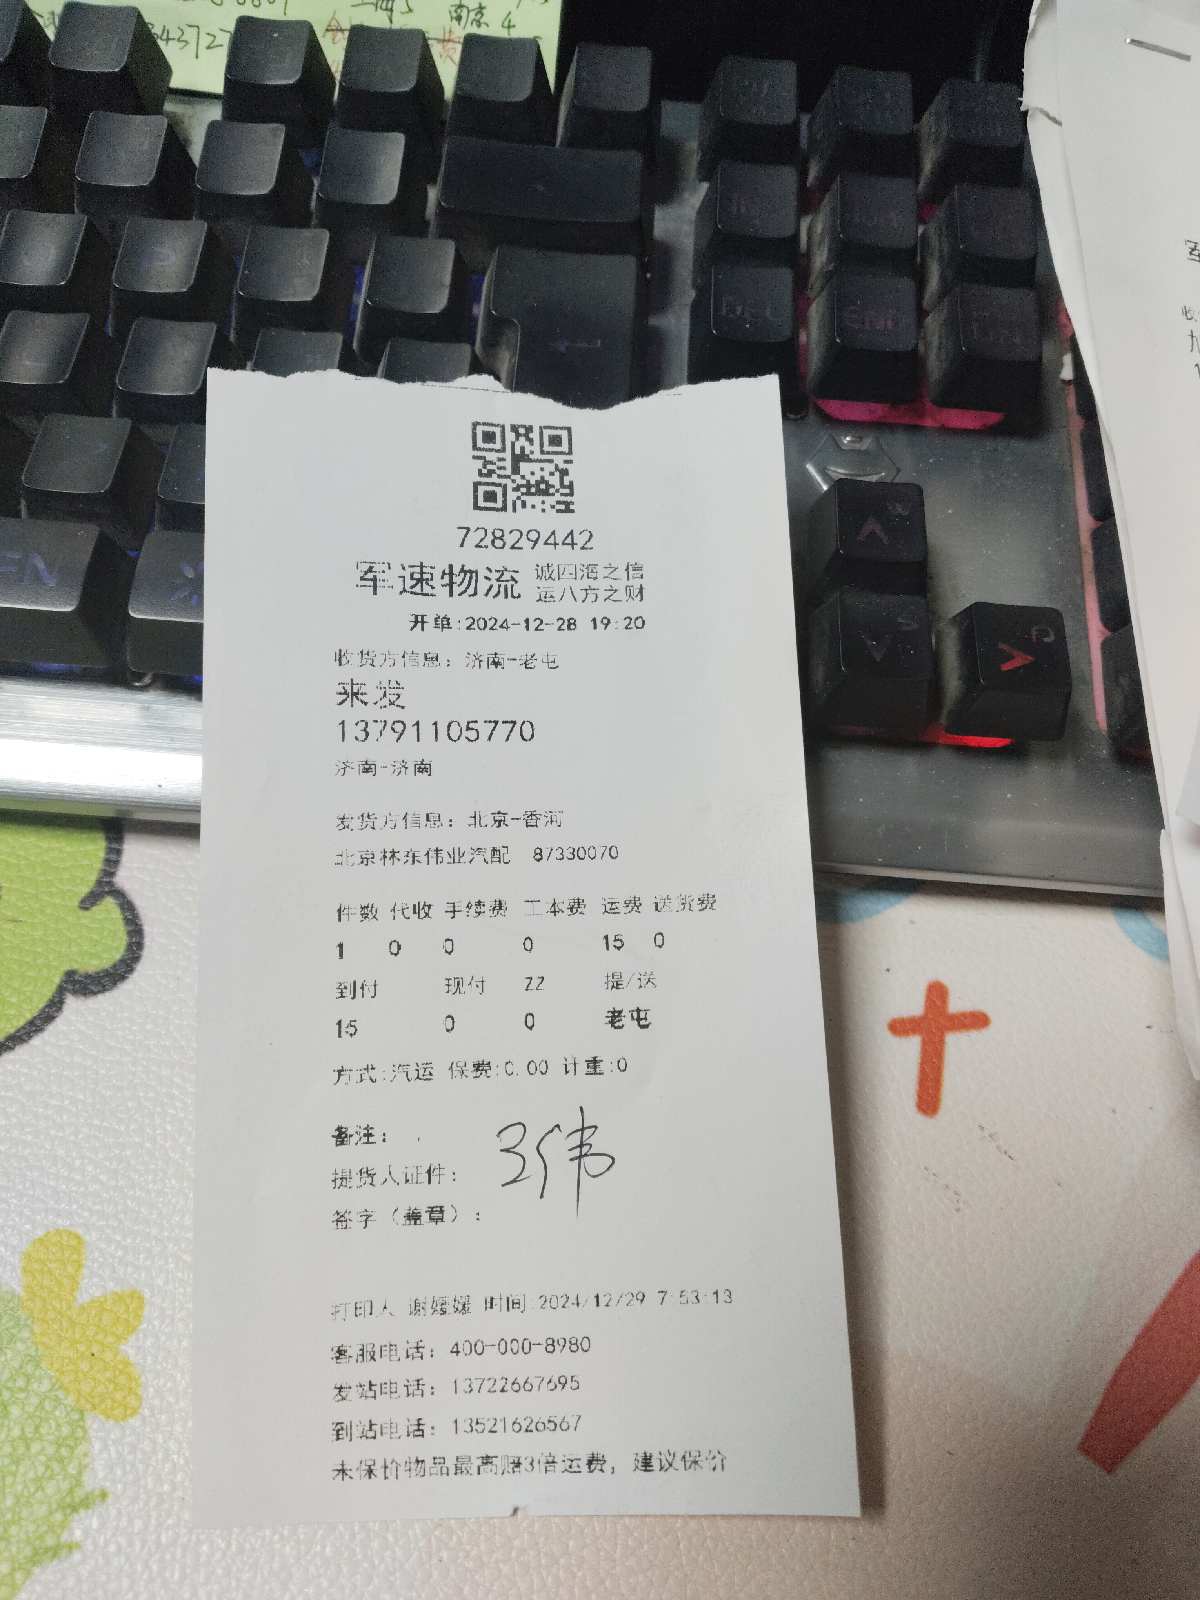 南京 4
72829442
军速物流 诚四海之信
运八方之财
开单:2024-12-28 19:20
收货方信息：济南-老屯
来发
13791105770
济南-济南
发货方信息：北京-香河
北京林东伟业汽配 87330070
件数 代收 手续费 工本费 运费 送货费
1 0 0 0 15 0
到付 现付 ZZ 提/送
15 0 0 老屯
方式:汽运 保费:0.00 计重:0
备注：
提货人证件：
签字（盖章）：
打印人 谢媛媛 时间:2024/12/29 7:53:13
客服电话：400-000-8980
发站电话：13722667695
到站电话：13521626567
未保价物品最高赔3倍运费，建议保价
DEL
END